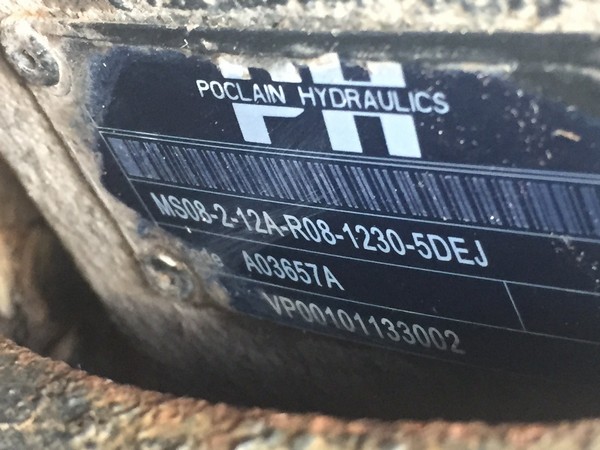 PH
POCLAIN HYDRAULICS
MS08-2-12A-R08-1230-5DEJ
A03657A
VP00101133002